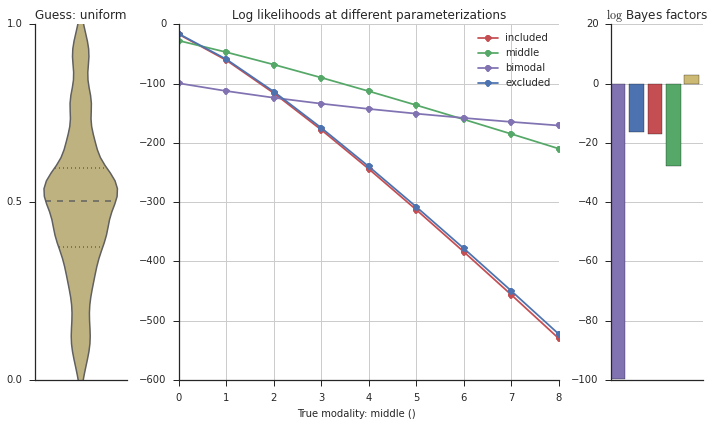 Guess: uniform
1.0
0.5
0.0
Log likelihoods at different parameterizations
0
−100
−200
−300
−400
−500
−600
included
middle
bimodal
excluded
0 1 2 3 4 5 6 7 8
True modality: middle ()
log Bayes factors
20
0
−20
−40
−60
−80
−100